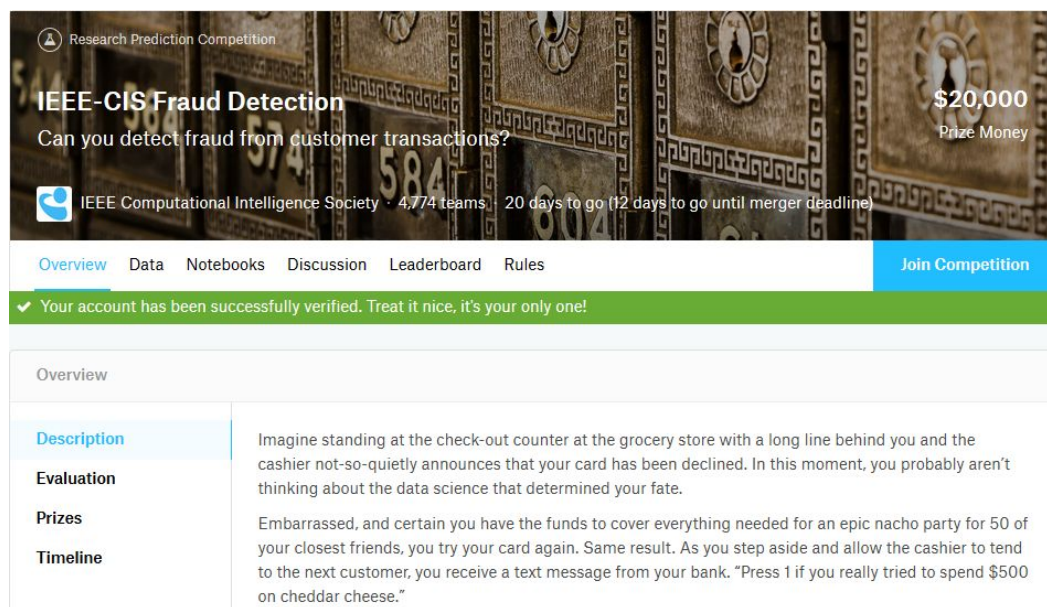 Research Prediction Competition
IEEE-CIS Fraud Detection
$20,000
Can you detect fraud from customer transactions?
Prize Money
544
584
574
584
604
IEEE Computational Intelligence Society · 4,774 teams · 20 days to go (12 days to go until merger deadline)
Overview Data Notebooks Discussion Leaderboard Rules
Join Competition
Your account has been successfully verified. Treat it nice, it's your only one!
Overview
Description
Evaluation
Prizes
Timeline
Imagine standing at the check-out counter at the grocery store with a long line behind you and the
cashier not-so-quietly announces that your card has been declined. In this moment, you probably aren't
thinking about the data science that determined your fate.
Embarrassed, and certain you have the funds to cover everything needed for an epic nacho party for 50 of
your closest friends, you try your card again. Same result. As you step aside and allow the cashier to tend
to the next customer, you receive a text message from your bank. “Press 1 if you really tried to spend $500
on cheddar cheese.”